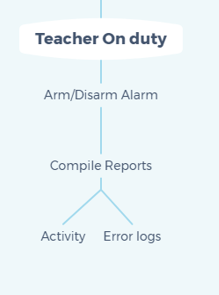 Teacher On duty
Arm/Disarm Alarm
Compile Reports
Activity
Error logs